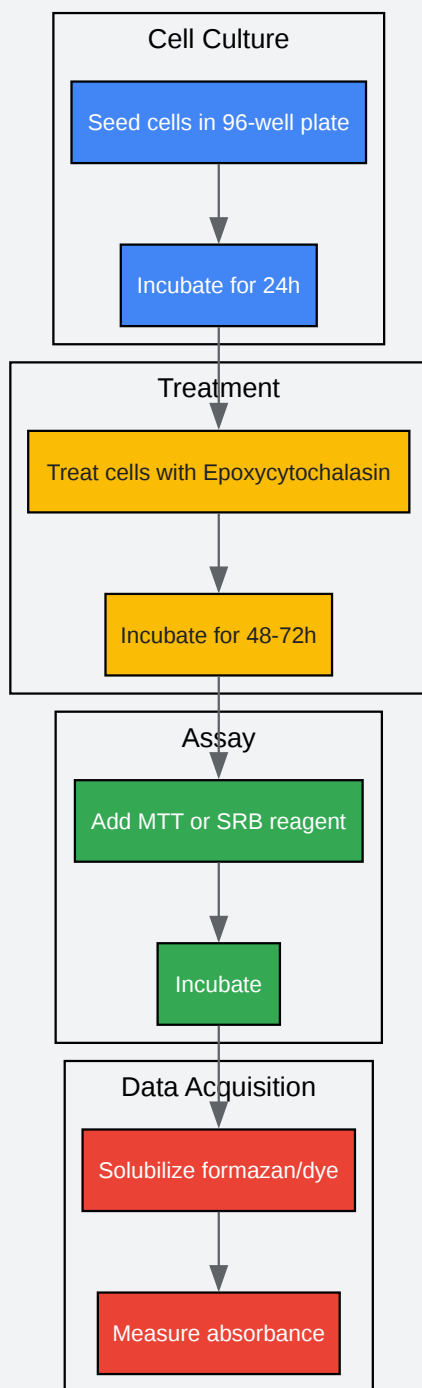 Cell Culture
Seed cells in 96-well plate
Incubate for 24h
Treatment
Treat cells with Epoxycytochalasin
Incubate for 48-72h
Assay
Add MTT or SRB reagent
Incubate
Data Acquisition
Solubilize formazan/dye
Measure absorbance